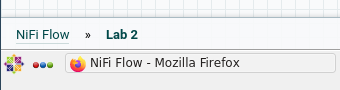 NiFi Flow » Lab 2
NiFi Flow - Mozilla Firefox